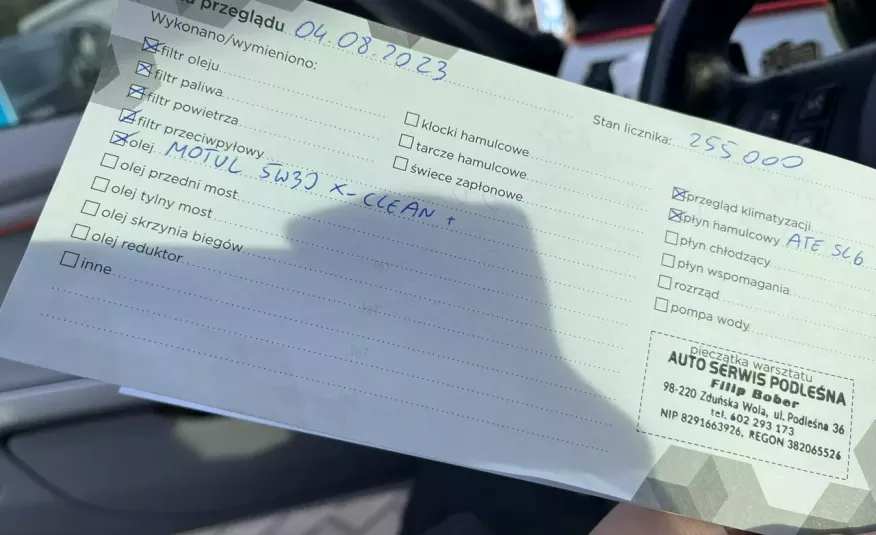 przeglądu 04.08.2023
Wykonano/wymieniono:
filtr oleju
filtr paliwa
filtr powietrza
filtr przeciwpyłowy
olej MOTUL 5W30 X-CLEAN +
olej przedni most
olej tylny most
olej skrzynia biegów
olej reduktor
inne
klocki hamulcowe
tarcze hamulcowe
świece zapłonowe
Stan licznika: 255.000
przegląd klimatyzacji
płyn hamulcowy ATE SL6
płyn chłodzący
płyn wspomagania
rozrząd
pompa wody
pieczątka warsztatu
AUTO SERWIS PODLEŚNA
Filip Bober
98-220 Zduńska Wola, ul. Podleśna 36
tel. 602 293 173
NIP 8291663926, REGON 382065526